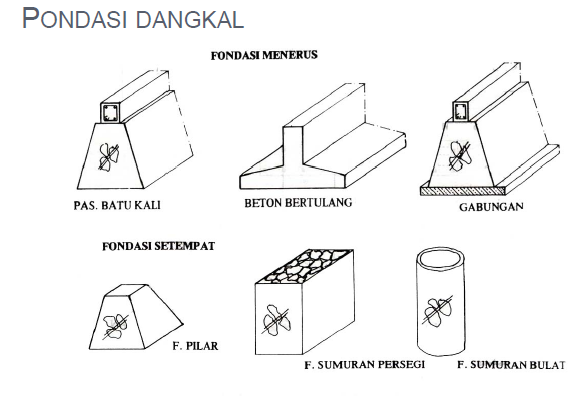 PONDASI DANGKAL
FONDASI MENERUS
PAS. BATU KALI
BETON BERTULANG
GABUNGAN
FONDASI SETEMPAT
F. PILAR
F. SUMURAN PERSEGI
F. SUMURAN BULAT